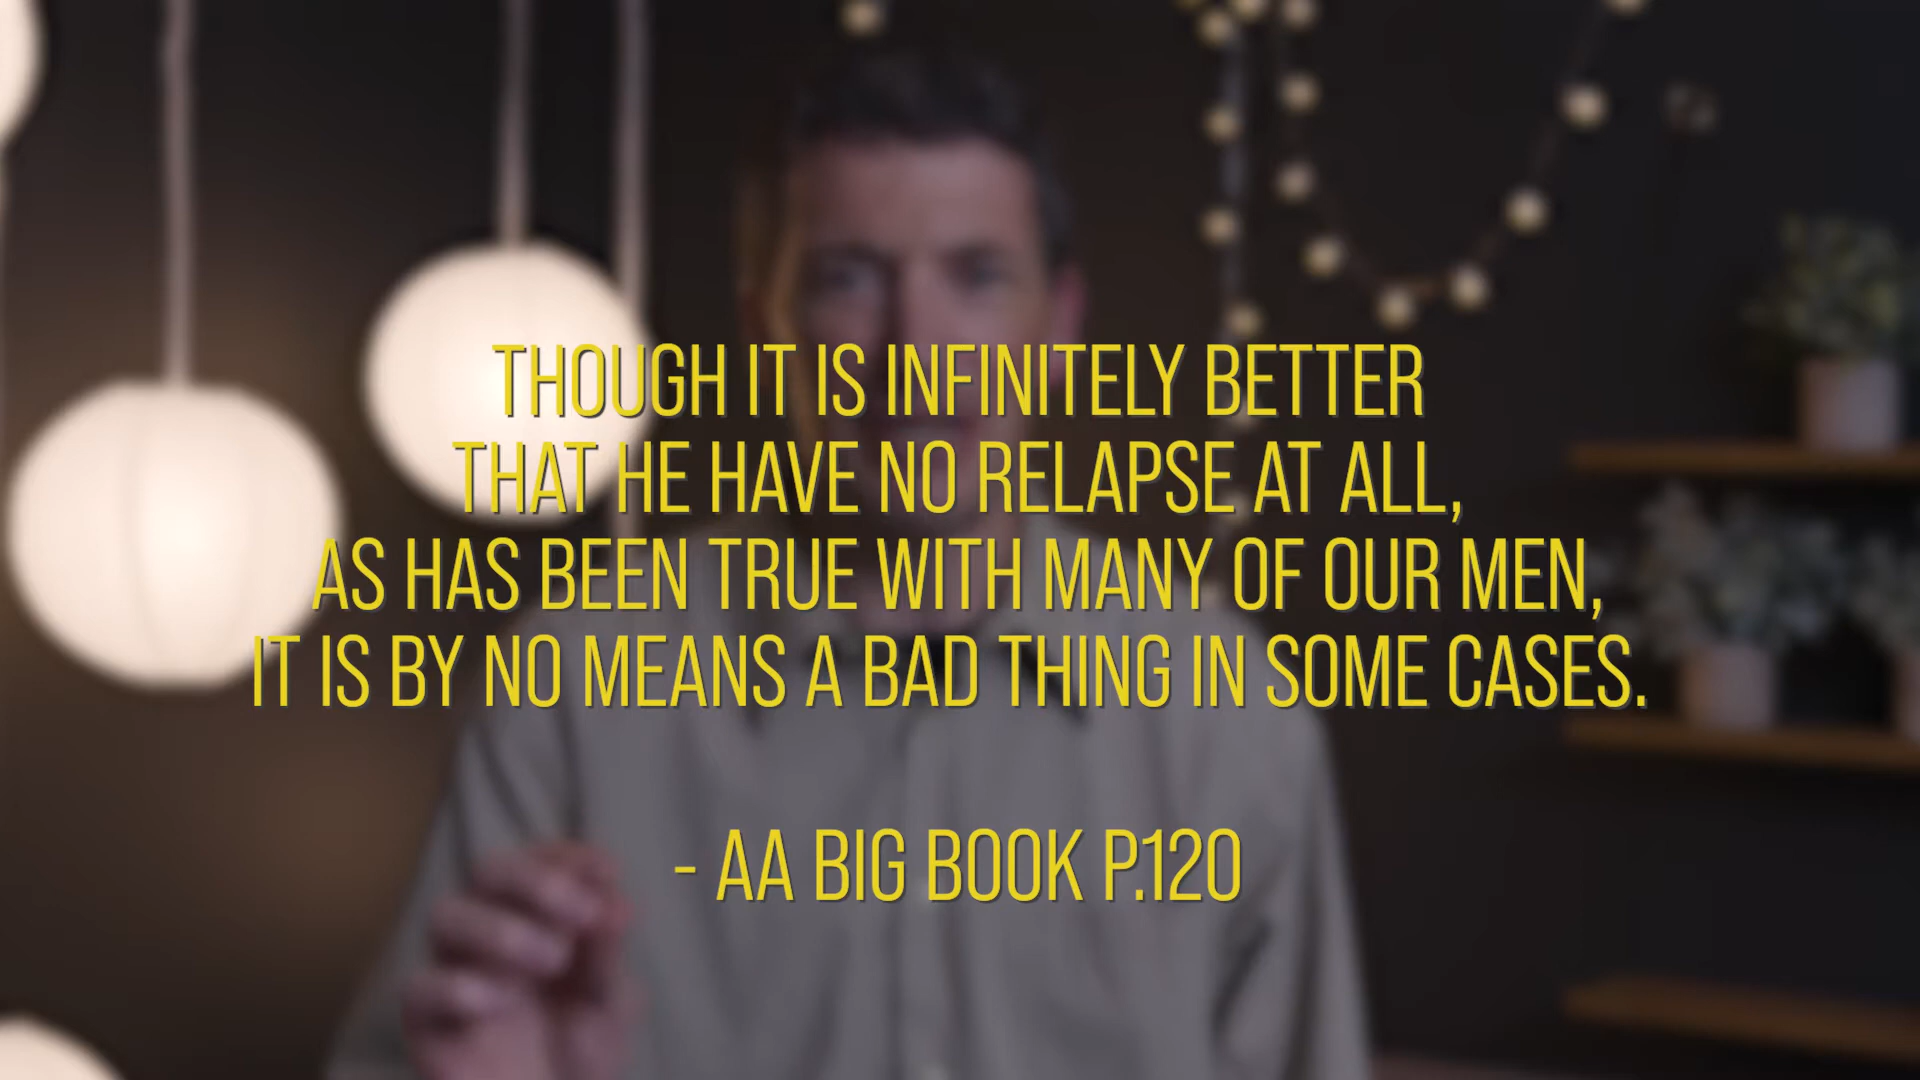 THOUGH IT IS INFINITELY BETTER
THAT HE HAVE NO RELAPSE AT ALL,
AS HAS BEEN TRUE WITH MANY OF OUR MEN,
IT IS BY NO MEANS A BAD THING IN SOME CASES.
- AA BIG BOOK P.120